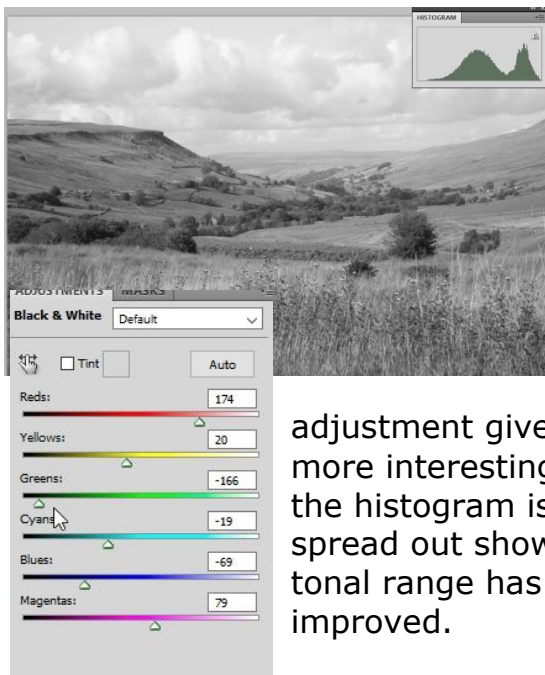 HISTOGRAM
ADJUSTMENTS MASKS
Black & White Default
Tint Auto
Reds: 174
Yellows: 20
Greens: -166
Cyans -19
Blues: -69
Magentas: 79
adjustment give
more interesting
the histogram is
spread out show
tonal range has
improved.